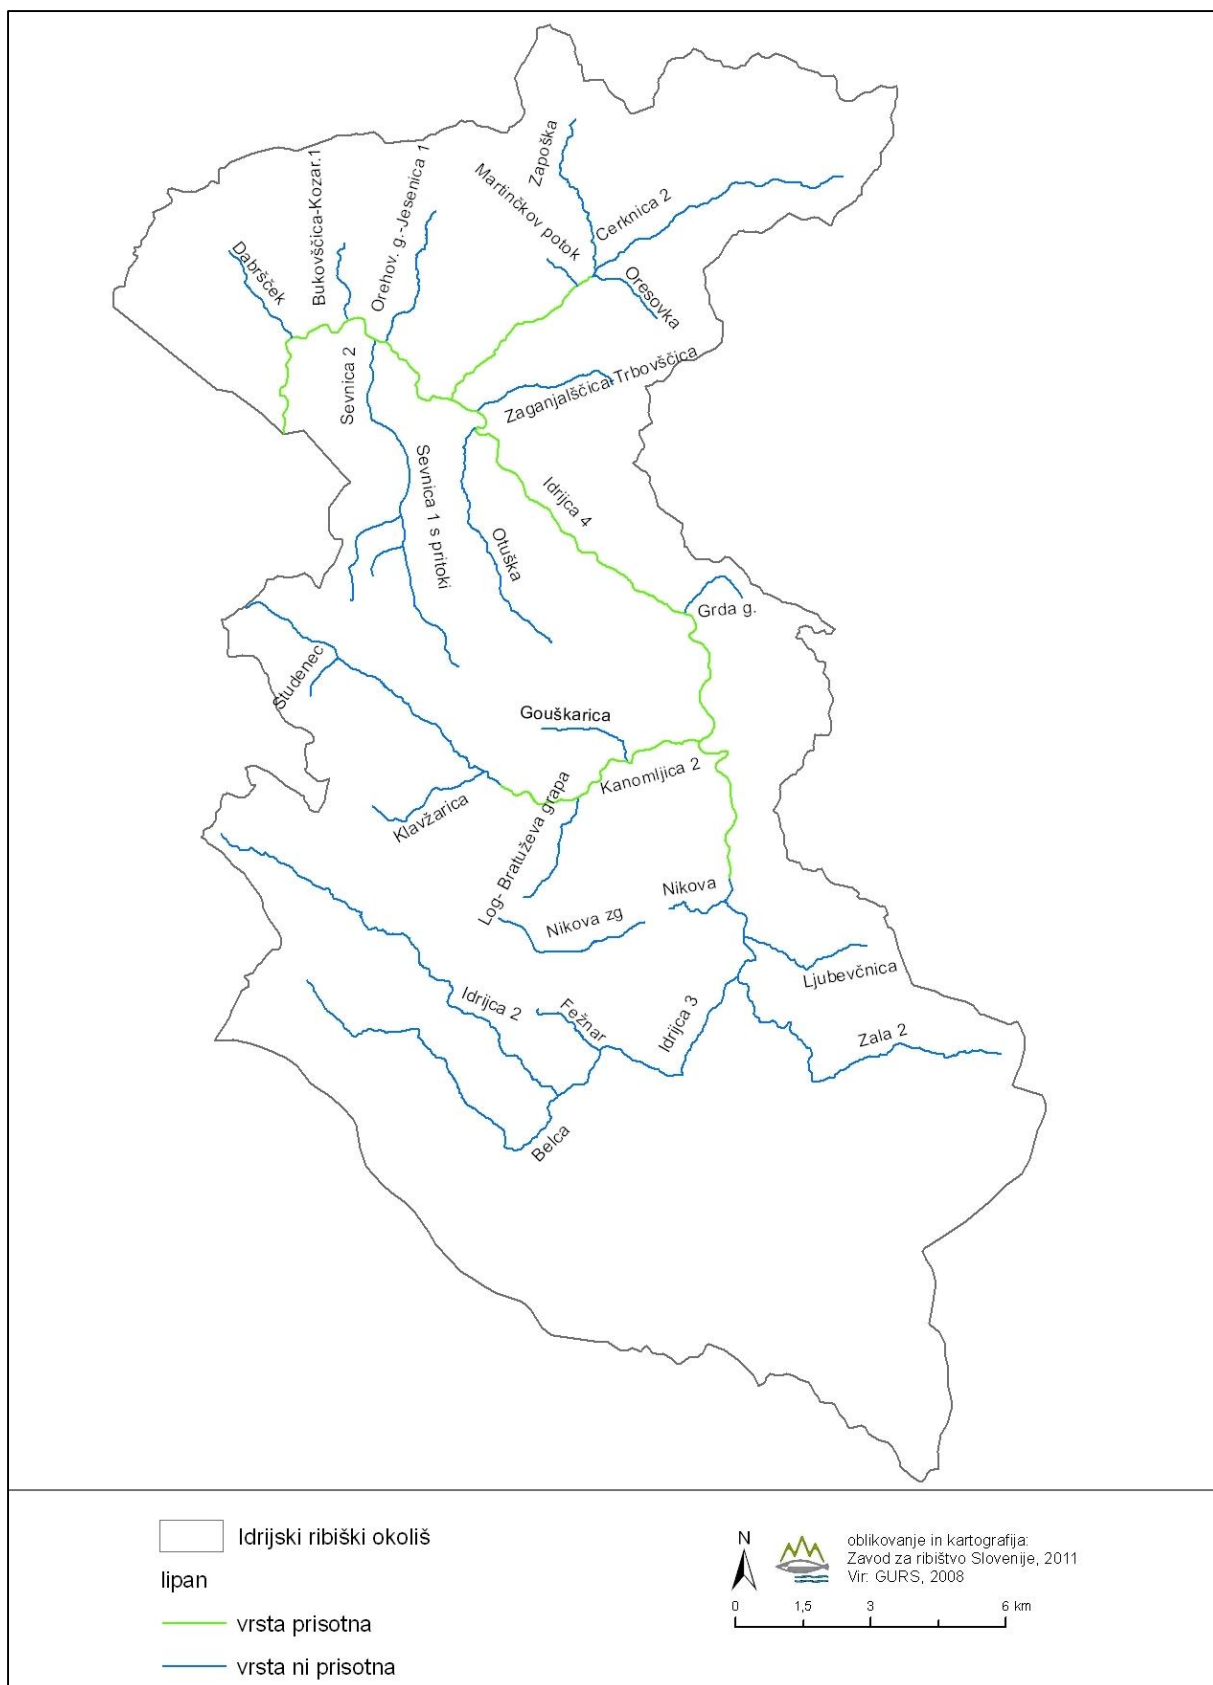 Zapoška
Bukovščica-Kozar.1
Orehov. g.-Jesenica 1
Martinčkov potok
Cerknica 2
Dabršček
Oresovka
Sevnica 2
Zaganjalščica-Trbovščica
Sevnica 1 s pritoki
Idrijca 4
Otuška
Grda g.
Studenec
Gouškarica
Kanomljica 2
Klavžarica
Log- Bratuževa grapa
Nikova
Nikova zg
Ljubevčnica
Idrijca 2
Fežnar
Idrijca 3
Zala 2
Belca
Idrijski ribiški okoliš
lipan
vrsta prisotna
vrsta ni prisotna
N
oblikovanje in kartografija:
Zavod za ribištvo Slovenije, 2011
Vir: GURS, 2008
0 1,5 3 6 km